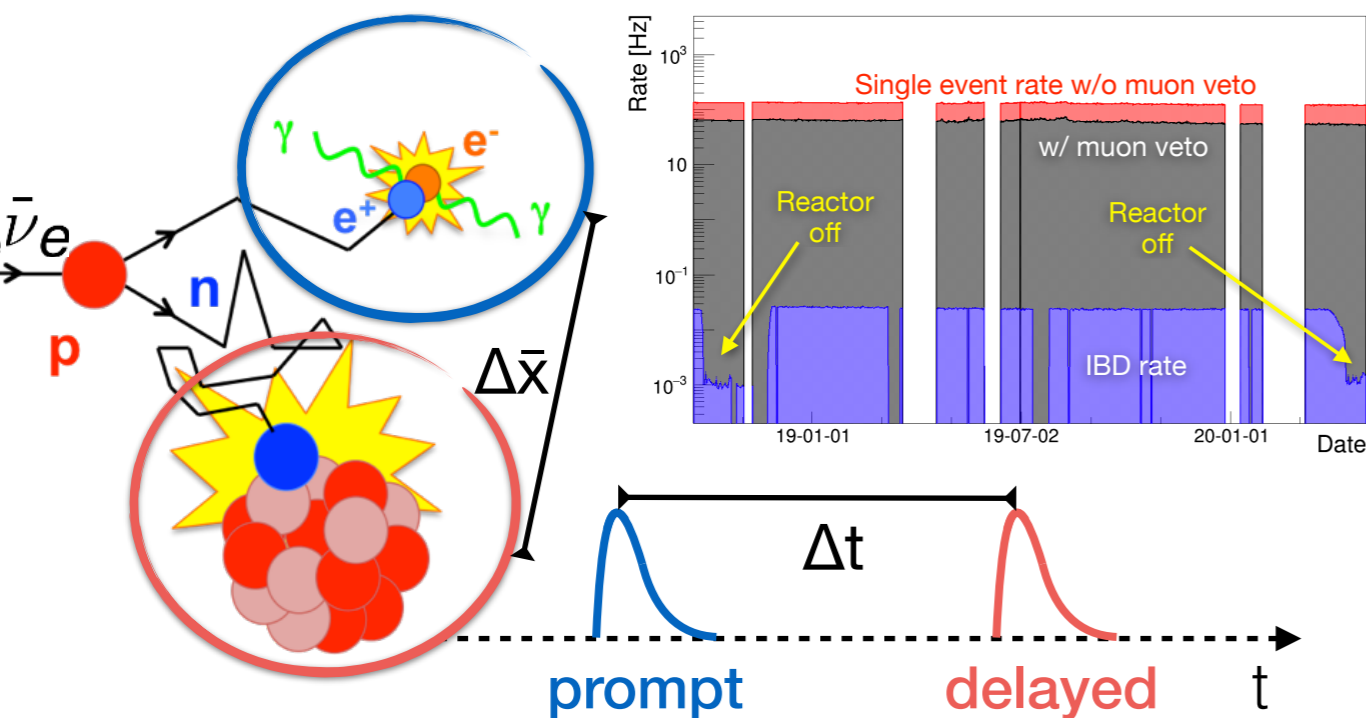 γ
e⁻
e⁺
γ
ν̄e
p
n
Δx̄
Rate [Hz]
10³
10
10⁻¹
10⁻³
Single event rate w/o muon veto
w/ muon veto
Reactor
off
Reactor
off
IBD rate
19-01-01
19-07-02
20-01-01
Date
Δt
prompt
delayed
t